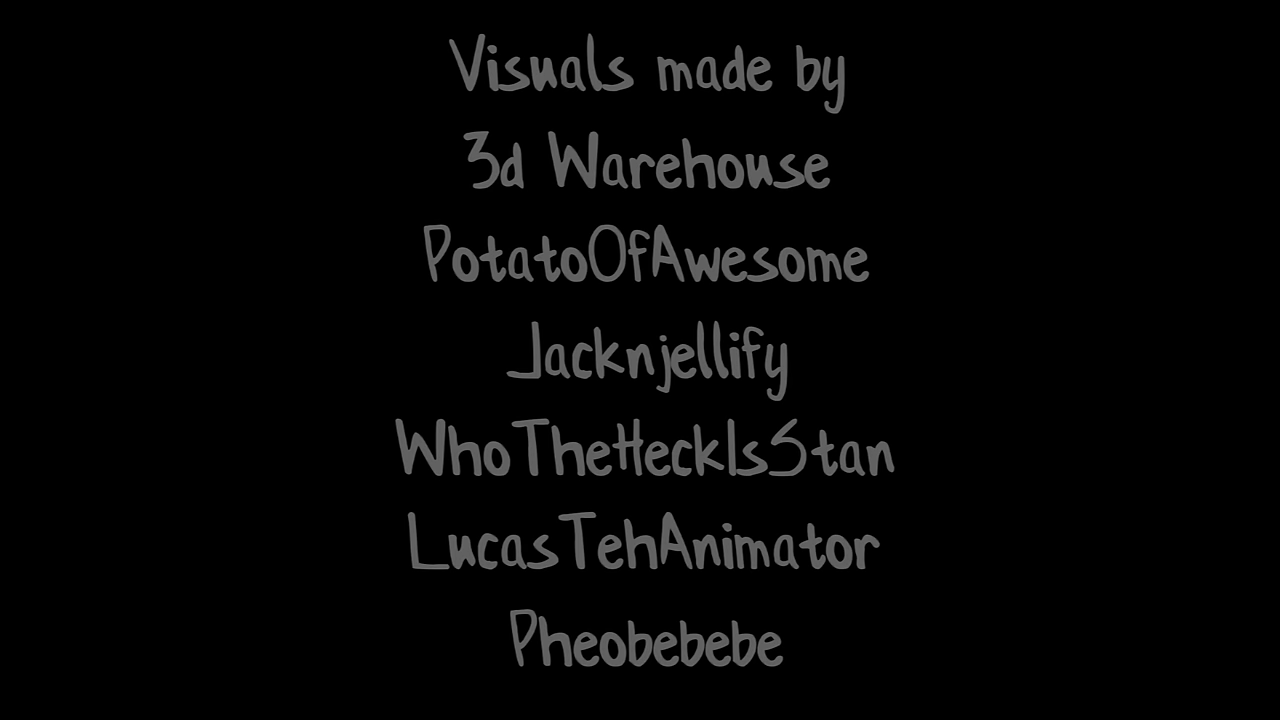 Visuals made by
3d Warehouse
PotatoOfAwesome
Jacknjellify
WhoTheHeckIsStan
LucasTehAnimator
Pheobebebe